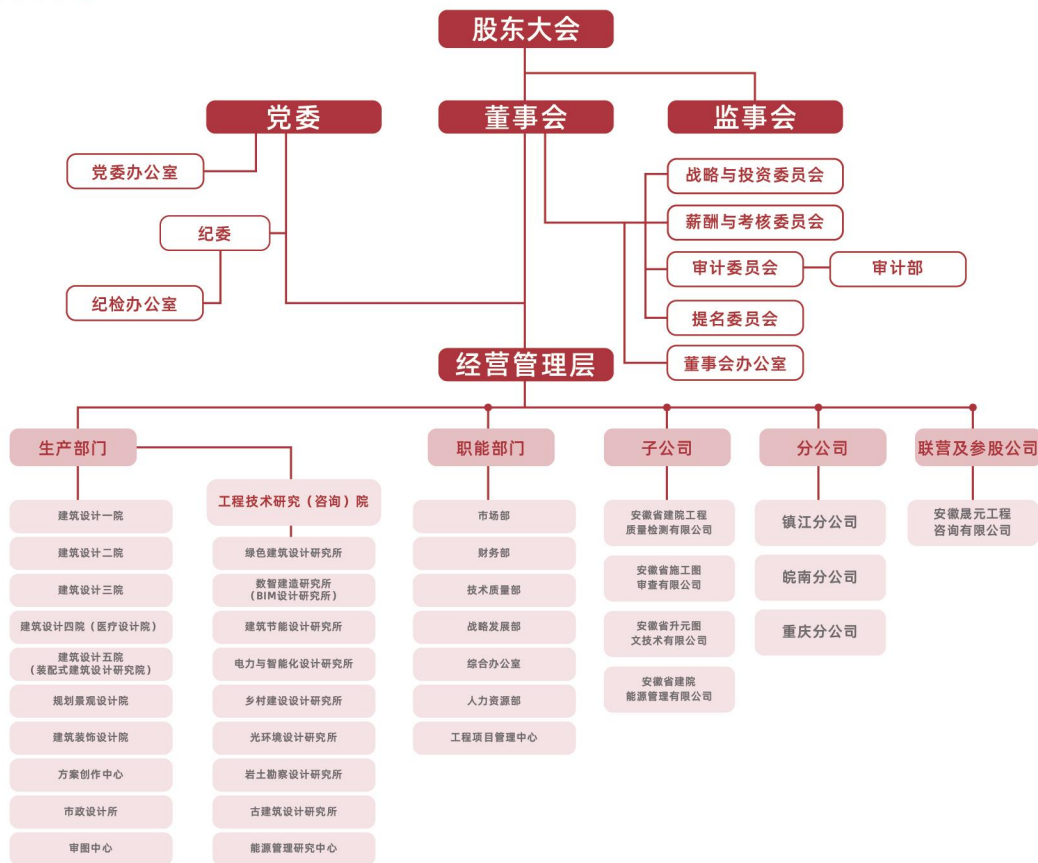 股东大会
党委
董事会
监事会
党委办公室
纪委
纪检办公室
战略与投资委员会
薪酬与考核委员会
审计委员会
审计部
提名委员会
董事会办公室
经营管理层
生产部门
职能部门
子公司
分公司
联营及参股公司
建筑设计一院
建筑设计二院
建筑设计三院
建筑设计四院（医疗设计院）
建筑设计五院
（装配式建筑设计研究院）
规划景观设计院
建筑装饰设计院
方案创作中心
市政设计所
审图中心
工程技术研究（咨询）院
绿色建筑设计研究所
数智建造研究所
（BIM设计研究所）
建筑节能设计研究所
电力与智能化设计研究所
乡村建设设计研究所
光环境设计研究所
岩土勘察设计研究所
古建筑设计研究所
能源管理研究中心
市场部
财务部
技术质量部
战略发展部
综合办公室
人力资源部
工程项目管理中心
安徽省建院工程
质量检测有限公司
安徽省施工图
审查有限公司
安徽省升元图
文技术有限公司
安徽省建院
能源管理有限公司
镇江分公司
皖南分公司
重庆分公司
安徽晟元工程
咨询有限公司